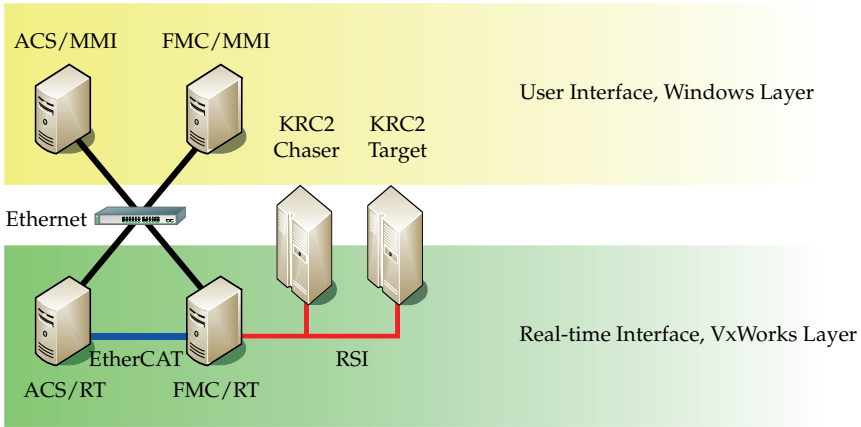 ACS/MMI
FMC/MMI
User Interface, Windows Layer
KRC2
Chaser
KRC2
Target
Ethernet
Real-time Interface, VxWorks Layer
EtherCAT
RSI
ACS/RT
FMC/RT